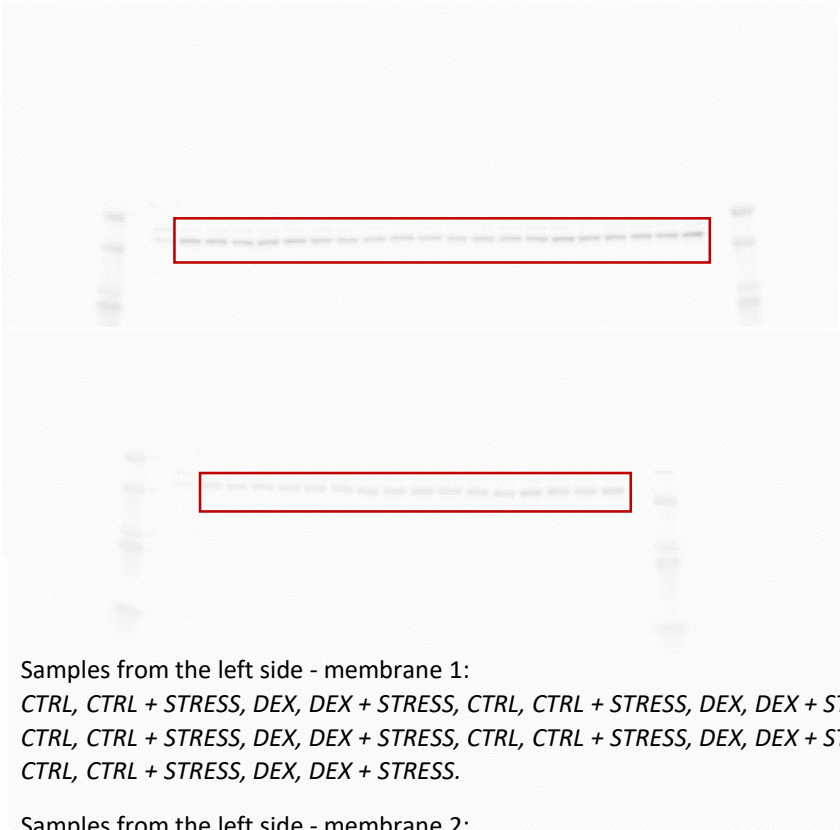 Samples from the left side - membrane 1:
CTRL, CTRL + STRESS, DEX, DEX + STRESS, CTRL, CTRL + STRESS, DEX, DEX + ST
CTRL, CTRL + STRESS, DEX, DEX + STRESS, CTRL, CTRL + STRESS, DEX, DEX + ST
CTRL, CTRL + STRESS, DEX, DEX + STRESS.
Samples from the left side - membrane 2: